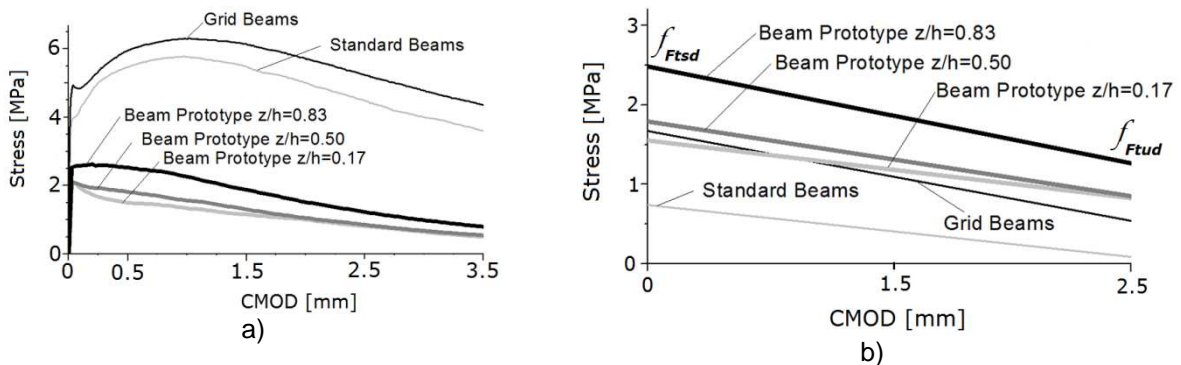 Grid Beams
Standard Beams
Beam Prototype z/h=0.83
Beam Prototype z/h=0.50
Beam Prototype z/h=0.17
Stress [MPa]
6
4
2
0
0
0.5
1.5
2.5
3.5
CMOD [mm]
a)
f Ftsd
Beam Prototype z/h=0.83
Beam Prototype z/h=0.50
Beam Prototype z/h=0.17
f Ftud
Standard Beams
Grid Beams
Stress [MPa]
3
2
1
0
0
1.5
2.5
CMOD [mm]
b)